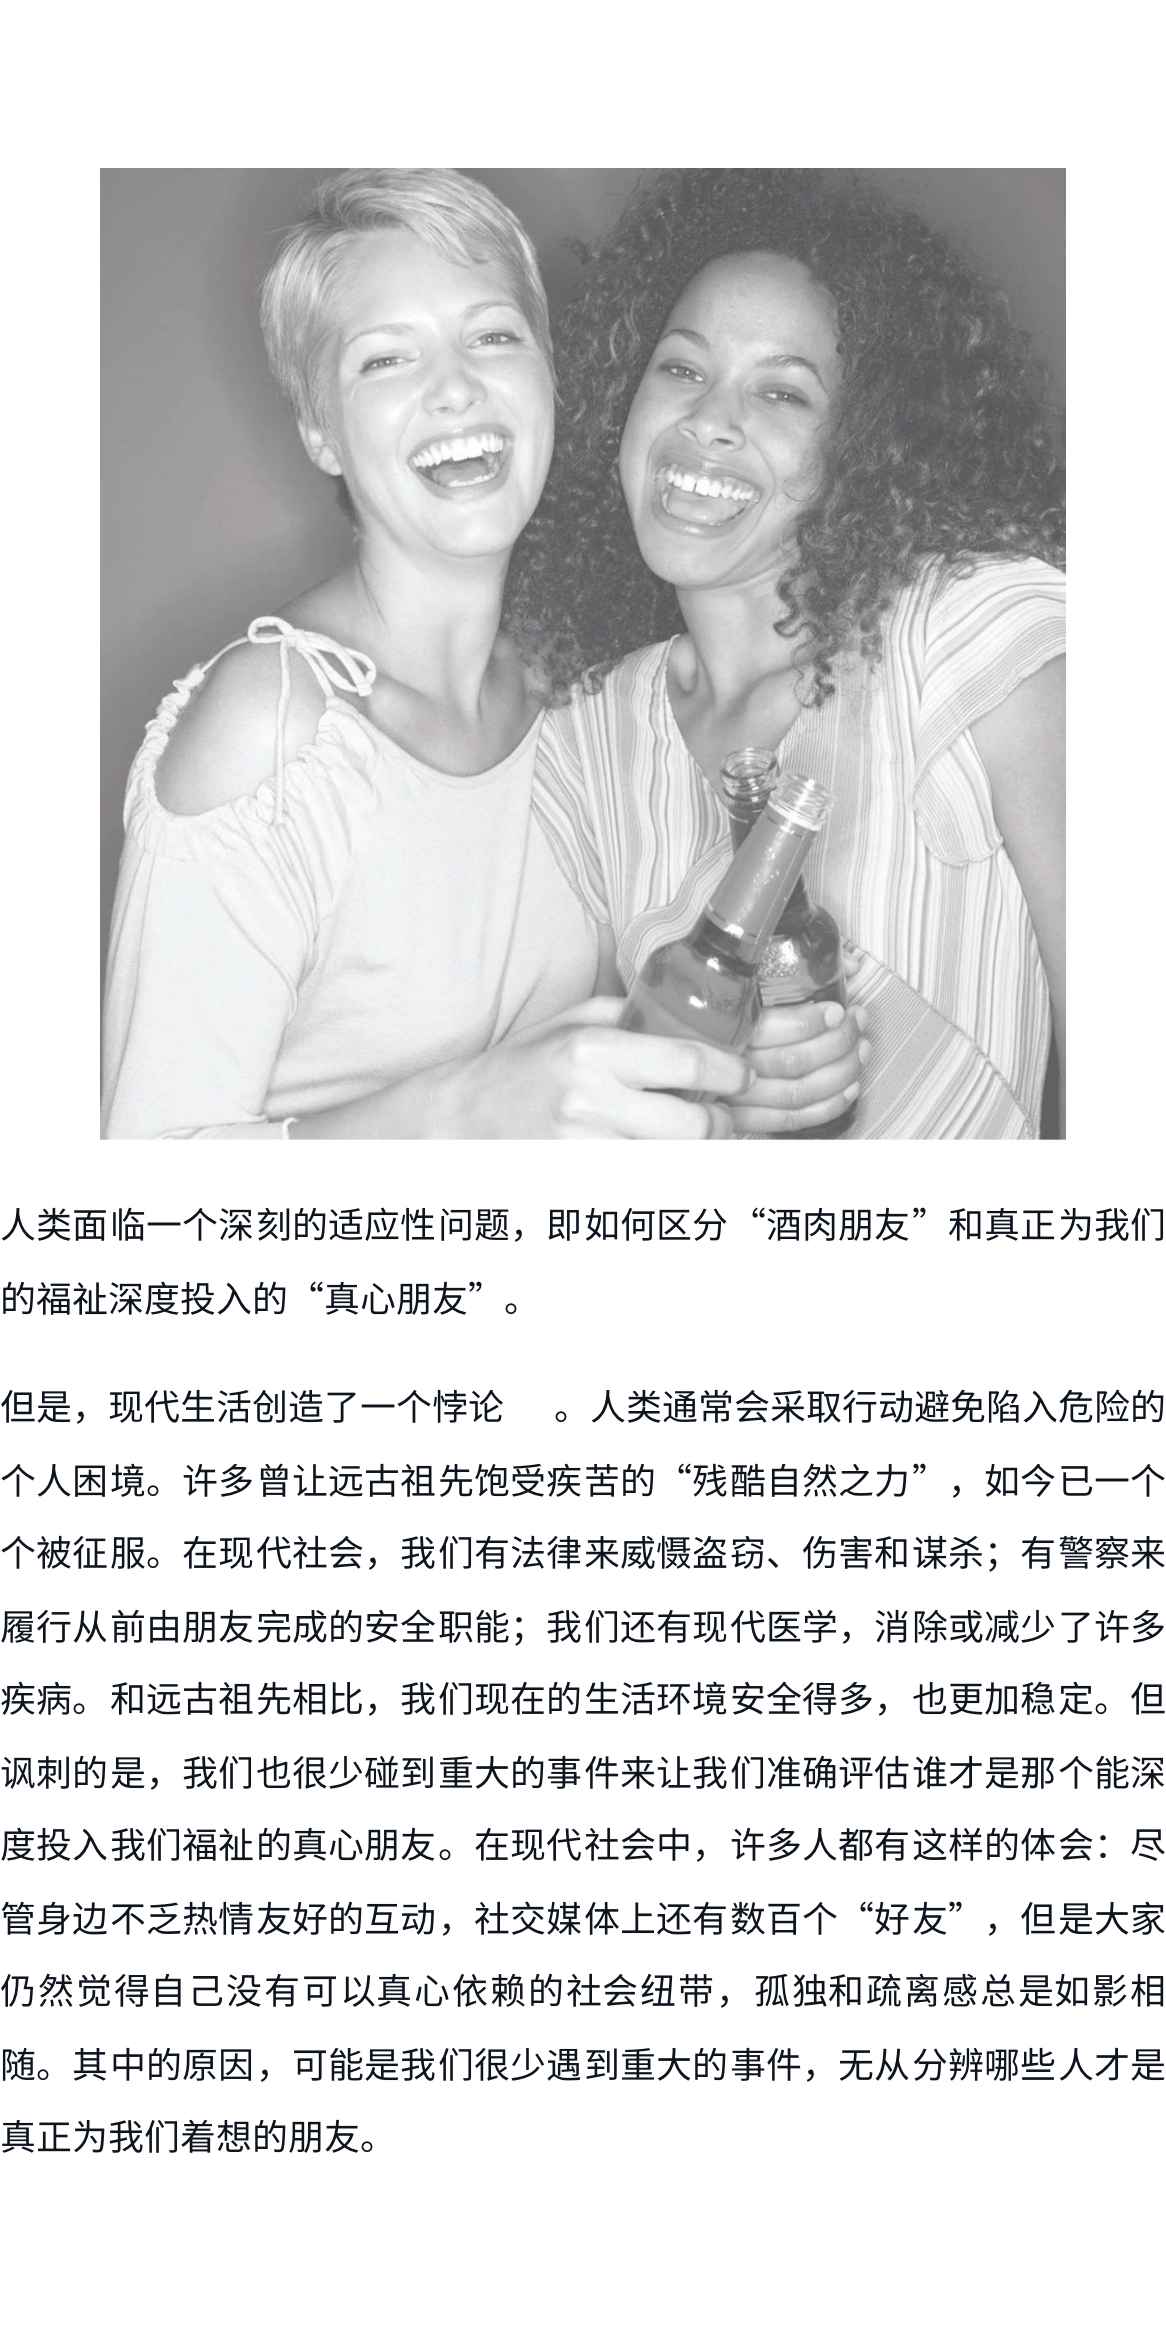 人类面临一个深刻的适应性问题，即如何区分“酒肉朋友”和真正为我们
的福祉深度投入的“真心朋友”。
但是，现代生活创造了一个悖论　。人类通常会采取行动避免陷入危险的
个人困境。许多曾让远古祖先饱受疾苦的“残酷自然之力”，如今已一个
个被征服。在现代社会，我们有法律来威慑盗窃、伤害和谋杀；有警察来
履行从前由朋友完成的安全职能；我们还有现代医学，消除或减少了许多
疾病。和远古祖先相比，我们现在的生活环境安全得多，也更加稳定。但
讽刺的是，我们也很少碰到重大的事件来让我们准确评估谁才是那个能深
度投入我们福祉的真心朋友。在现代社会中，许多人都有这样的体会：尽
管身边不乏热情友好的互动，社交媒体上还有数百个“好友”，但是大家
仍然觉得自己没有可以真心依赖的社会纽带，孤独和疏离感总是如影相
随。其中的原因，可能是我们很少遇到重大的事件，无从分辨哪些人才是
真正为我们着想的朋友。